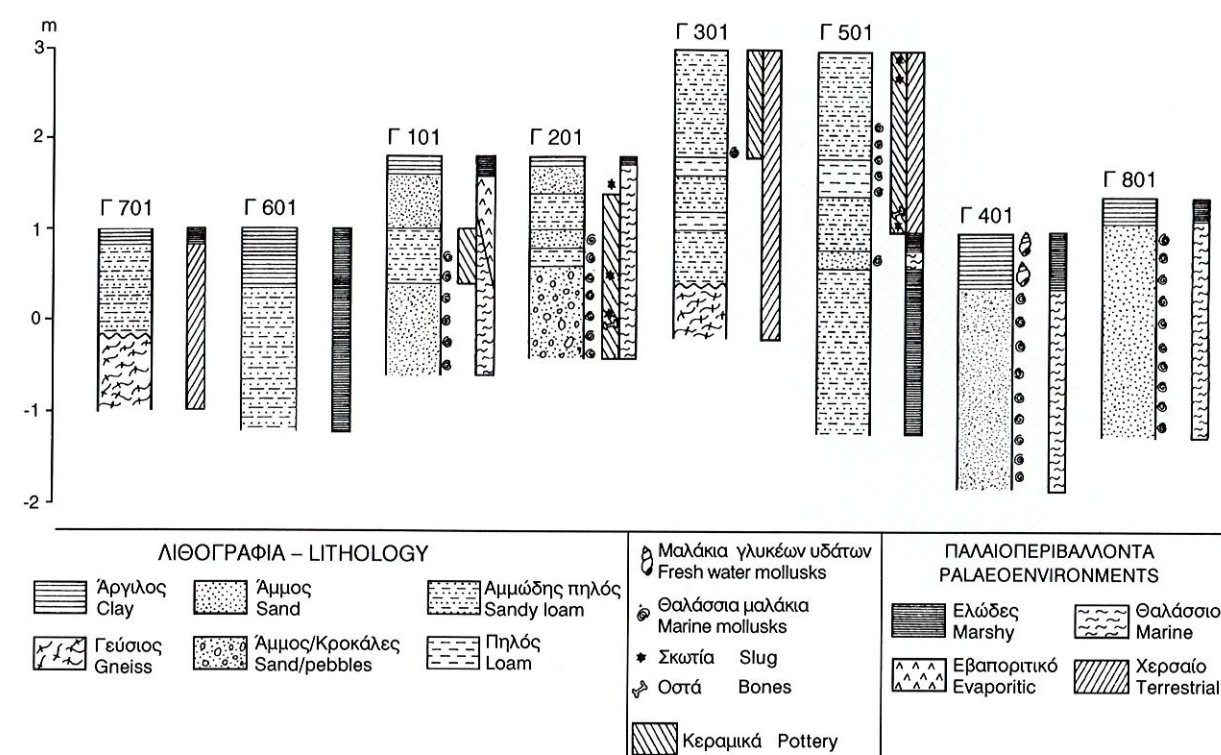 m
3
2
1
0
-1
-2
Γ 701
Γ 601
Γ 101
Γ 201
Γ 301
Γ 501
Γ 401
Γ 801
ΛΙΘΟΓΡΑΦΙΑ – LITHOLOGY
Άργιλος
Clay
Άμμος
Sand
Αμμώδης πηλός
Sandy loam
Γεύσιος
Gneiss
Άμμος/Κροκάλες
Sand/pebbles
Πηλός
Loam
Μαλάκια γλυκέων υδάτων
Fresh water mollusks
Θαλάσσια μαλάκια
Marine mollusks
Σκωτία Slug
Οστά Bones
Κεραμικά Pottery
ΠΑΛΑΙΟΠΕΡΙΒΑΛΛΟΝΤΑ
PALAEOENVIRONMENTS
Ελώδες
Marshy
Θαλάσσιο
Marine
Εβαποριτικό
Evaporitic
Χερσαίο
Terrestrial